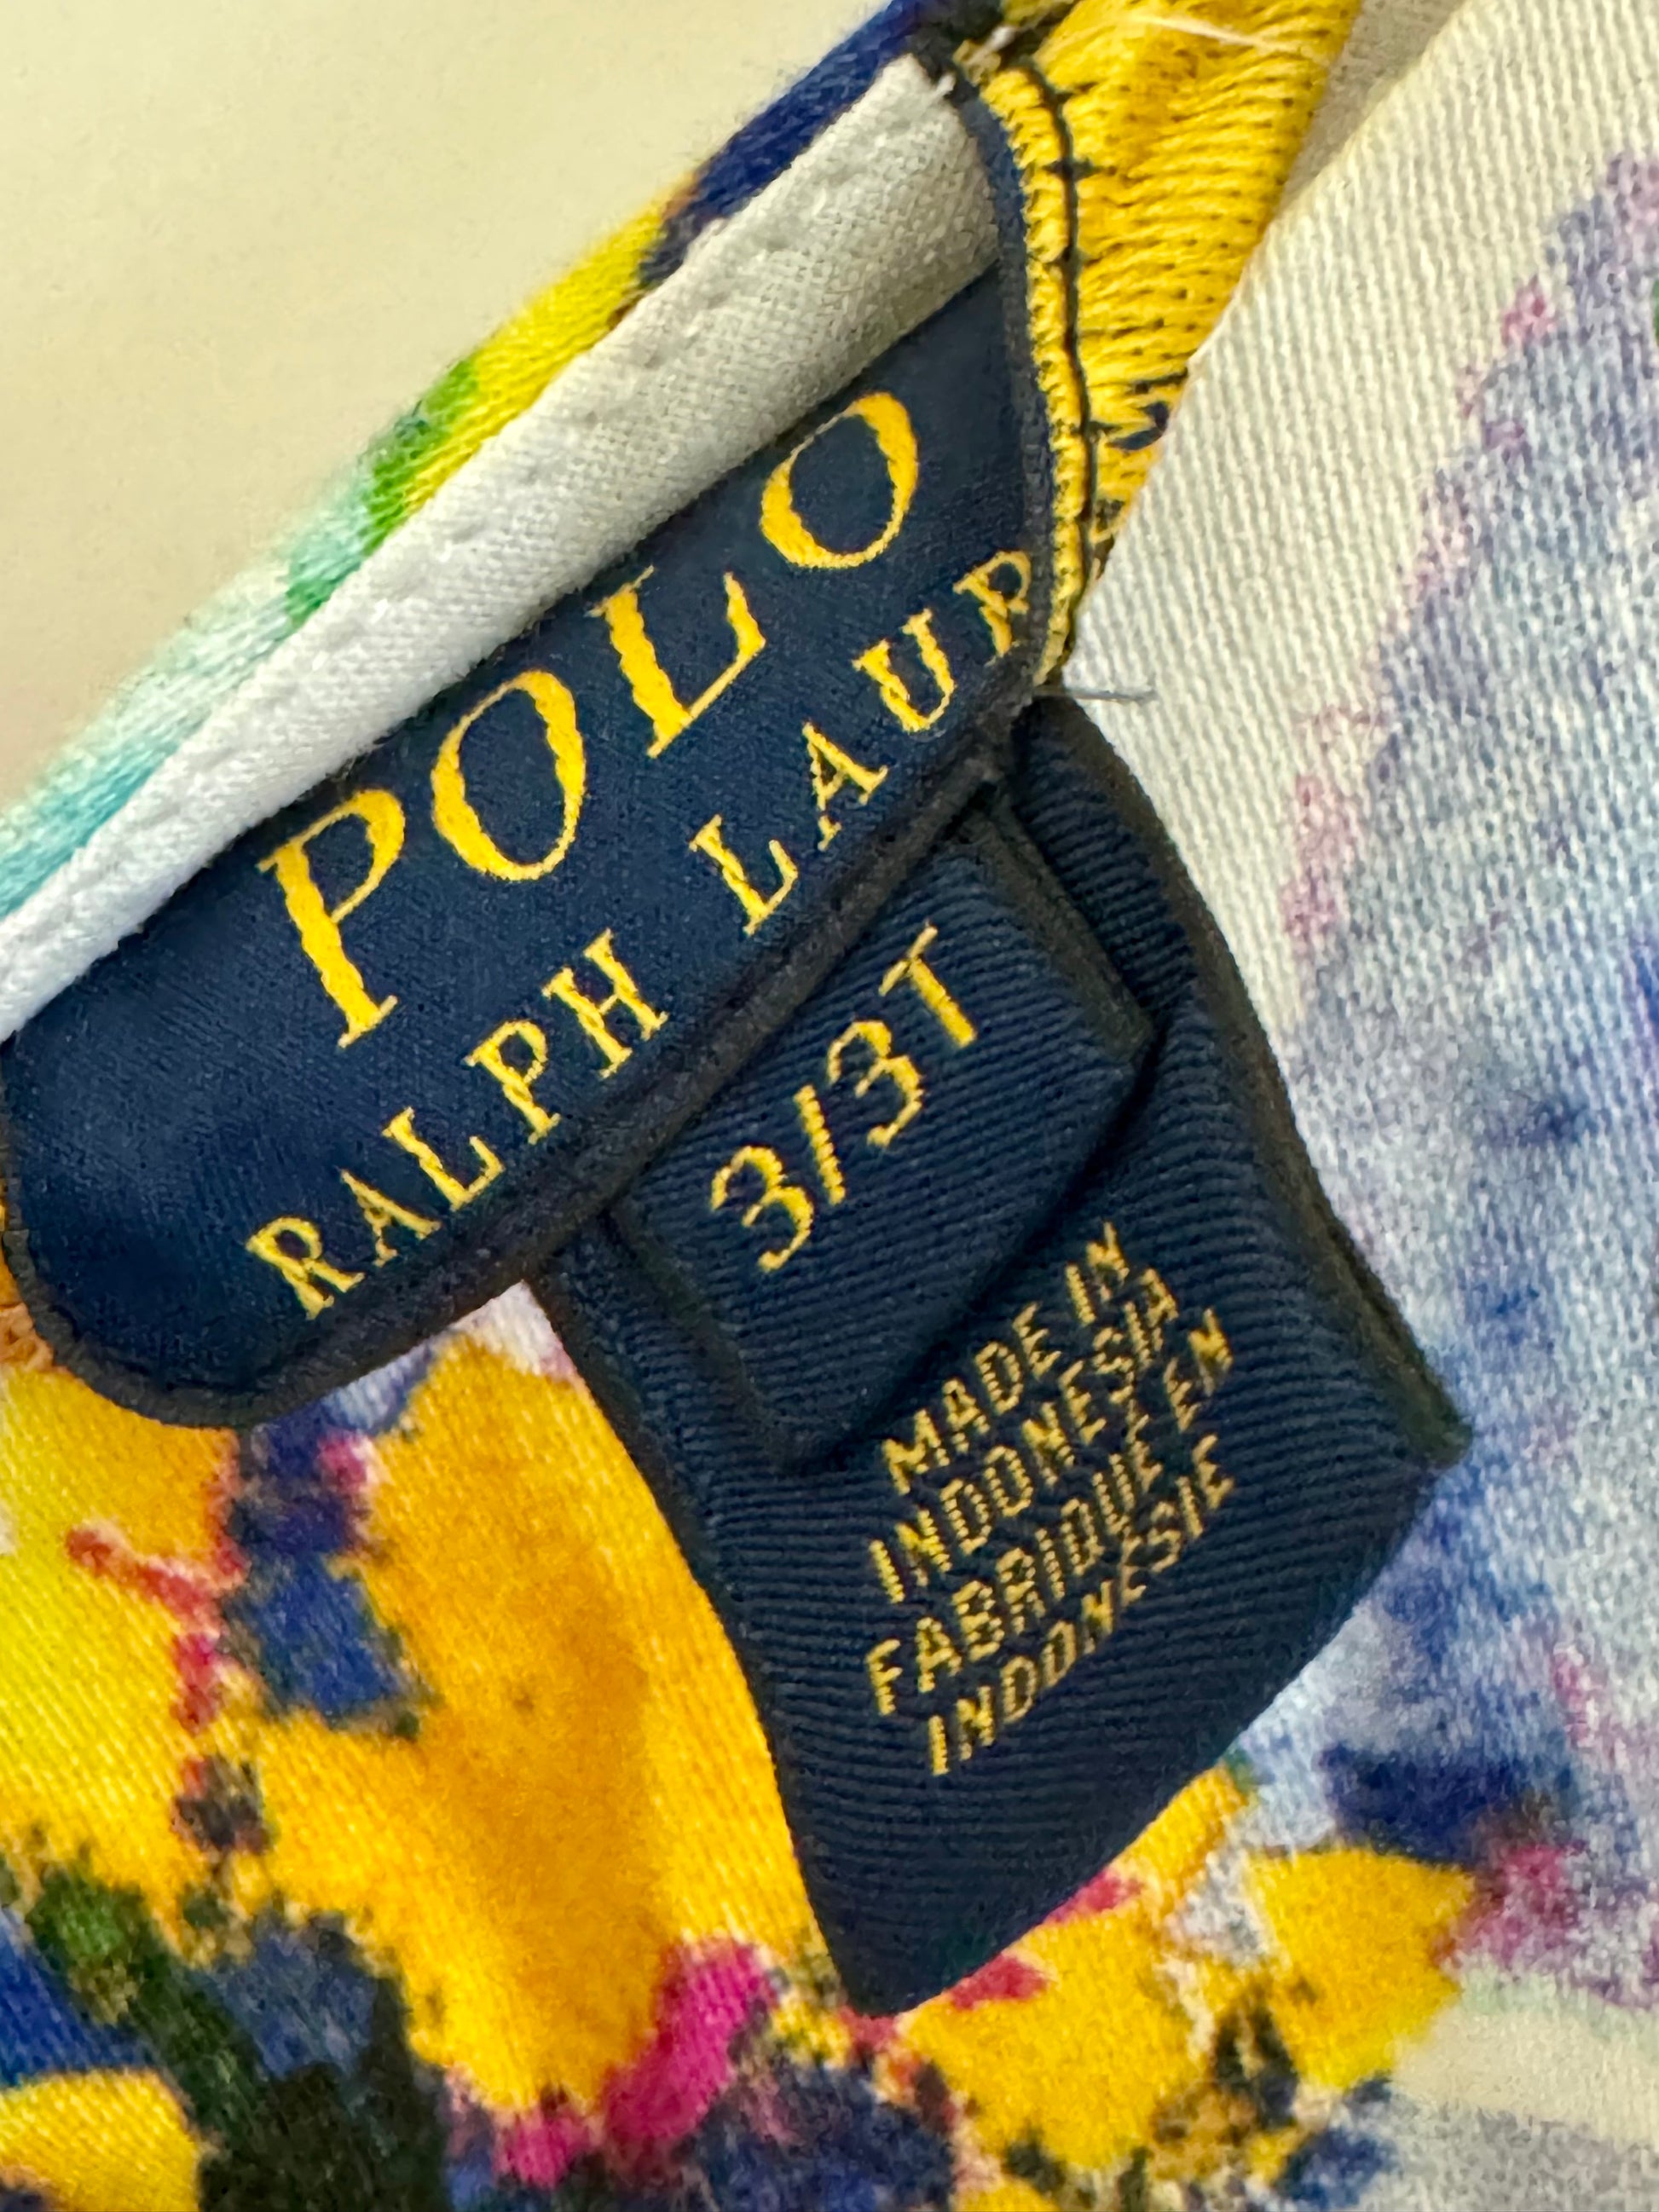 POLO
RALPH LAUR
3/3T
MADE IN
INDONESIA
FABRIQUE EN
INDONESIE